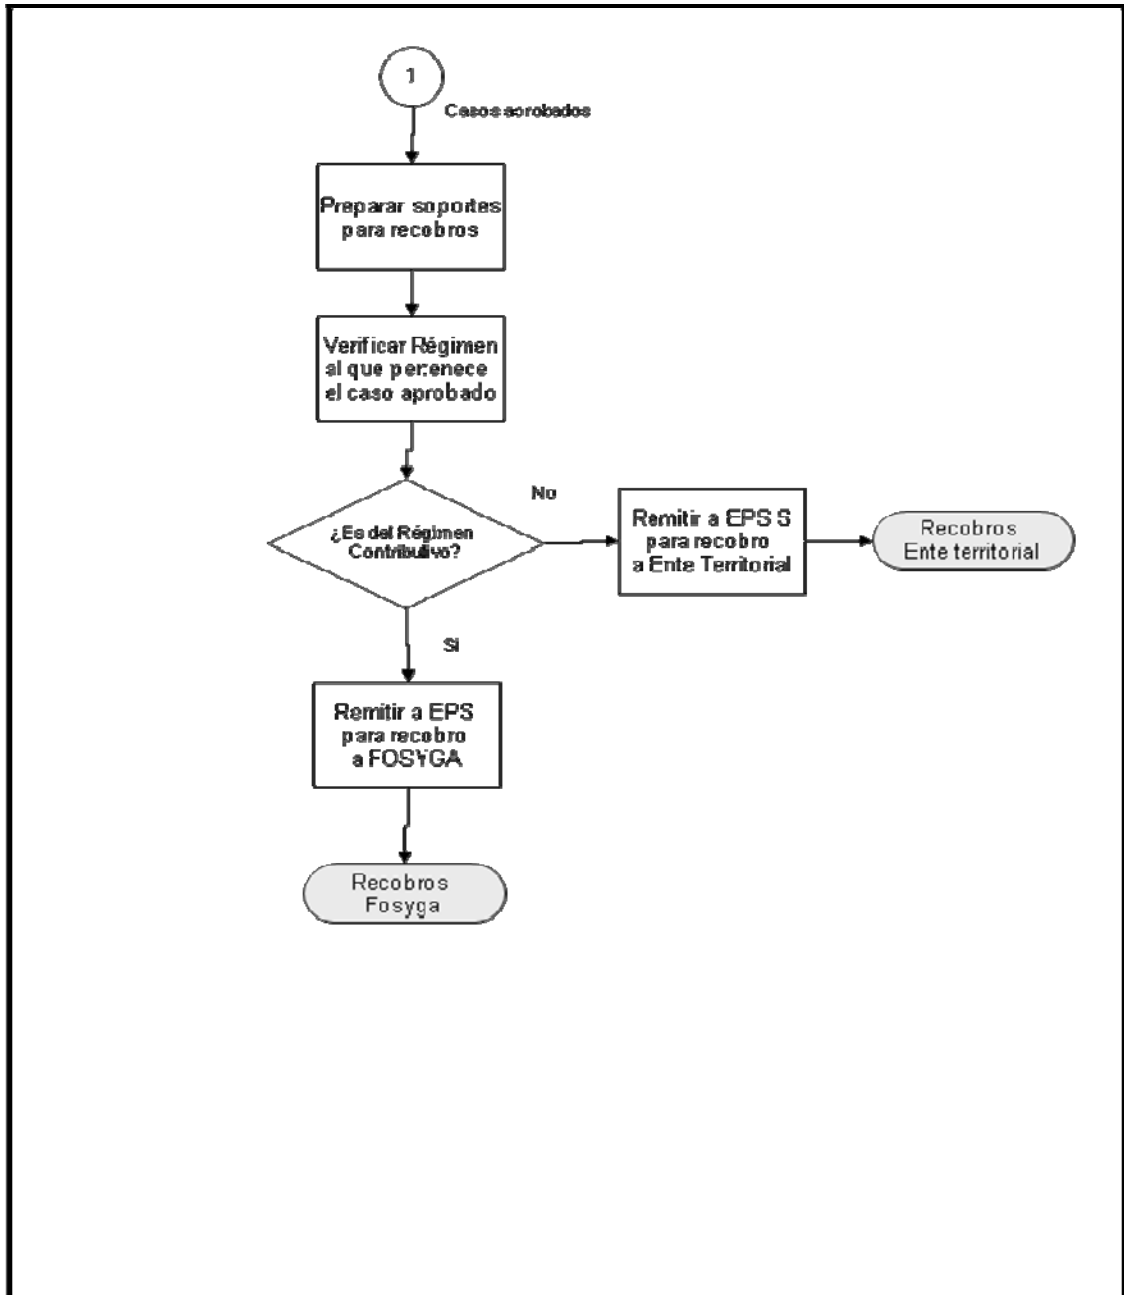 1
Casos aprobados
Preparar soportes
para recobros
Verificar Régimen
al que pertenece
el caso aprobado
¿Es del Régimen
Contributivo?
No
Remitir a EPS S
para recobro
a Ente Territorial
Recobros
Ente territorial
Si
Remitir a EPS
para recobro
a FOSYGA
Recobros
Fosyga